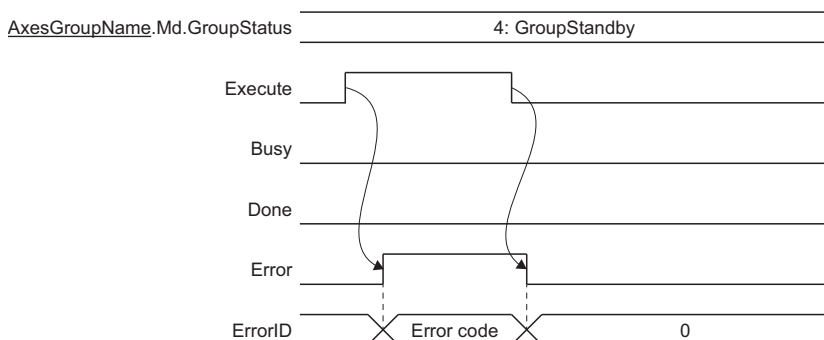 AxesGroupName.Md.GroupStatus 4: GroupStandby
Execute
Busy
Done
Error
ErrorID Error code 0